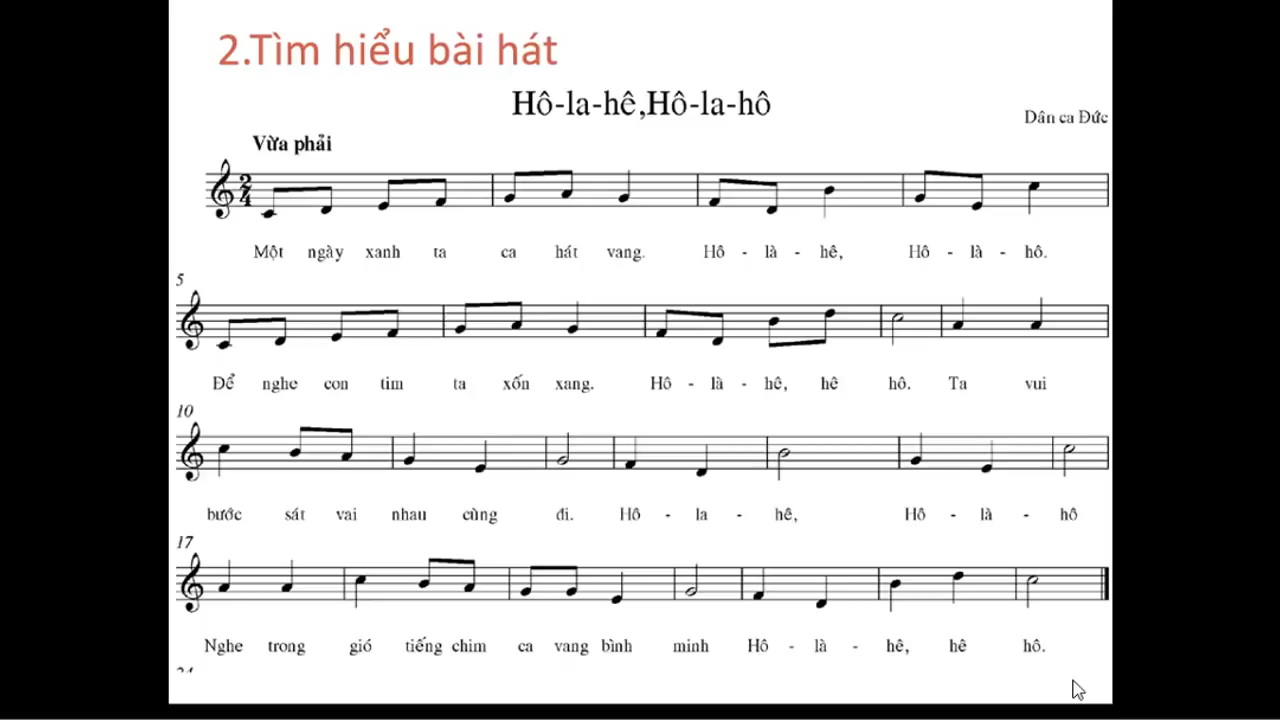 2.Tìm hiểu bài hát
Hô-la-hê,Hô-la-hô
Dân ca Đức
Vừa phải
2
4
Một ngày xanh ta ca hát vang. Hô - là - hê, Hô - là - hô.
5
Để nghe con tim ta xốn xang. Hô - là - hê, hê hô. Ta vui
10
bước sát vai nhau cùng đi. Hô - la - hê, Hô - là - hô
17
Nghe trong gió tiếng chim ca vang bình minh Hô - là - hê, hê hô.